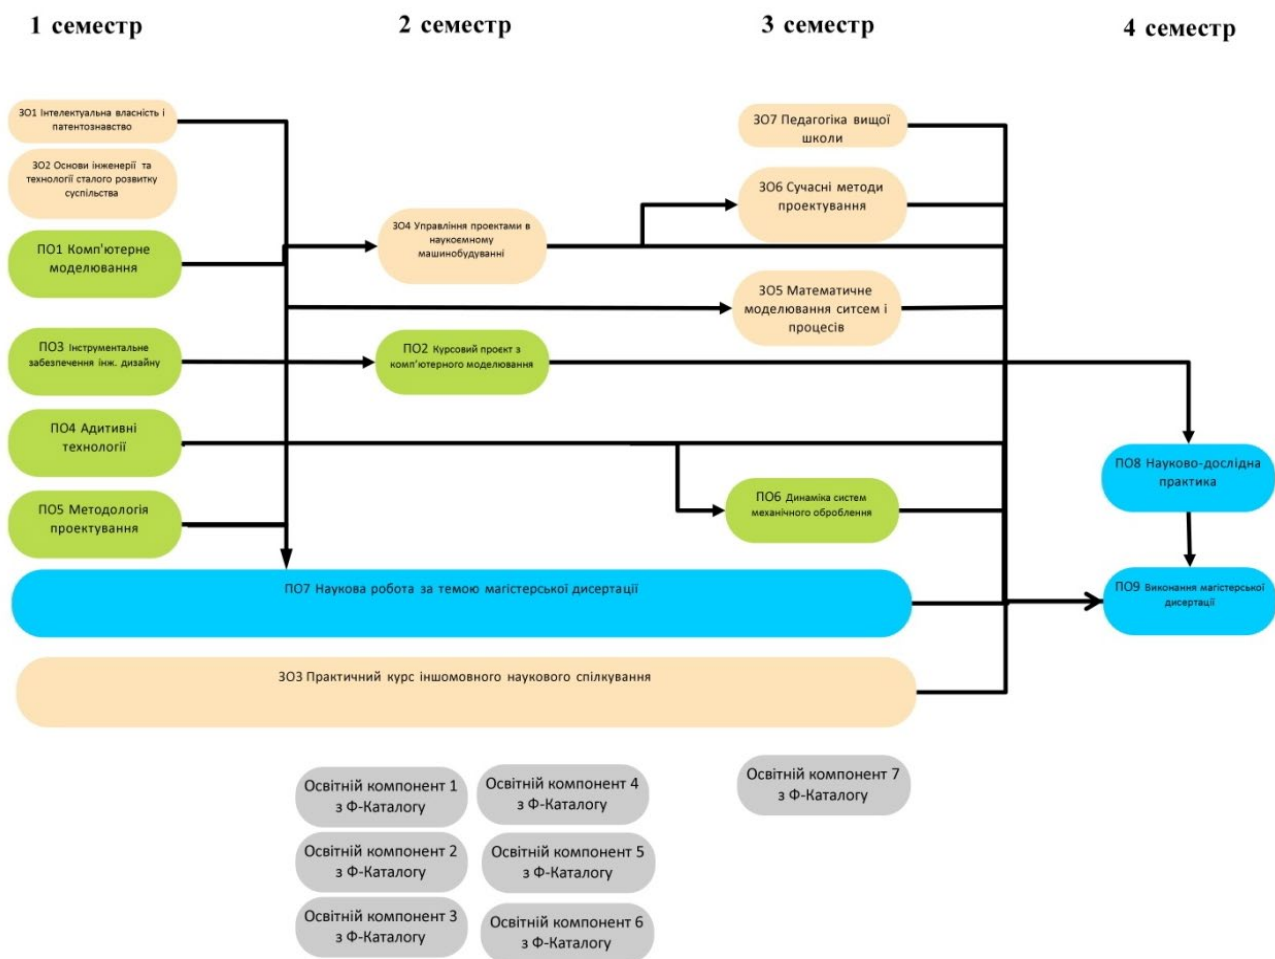 1 семестр
2 семестр
3 семестр
4 семестр
ЗО1 Інтелектуальна власність і
патентознавство
ЗО2 Основи інженерії та
технології сталого розвитку
суспільства
ПО1 Комп'ютерне
моделювання
ПО3 Інструментальне
забезпечення інж. дизайну
ПО4 Адитивні
технології
ПО5 Методологія
проектування
ЗО4 Управління проектами в
наукоємному
машинобудуванні
ПО2 Курсовий проєкт з
комп'ютерного моделювання
ЗО7 Педагогіка вищої
школи
ЗО6 Сучасні методи
проектування
ЗО5 Математичне
моделювання ситсем і
процесів
ПО6 Динаміка систем
механічного оброблення
ПО8 Науково-дослідна
практика
ПО9 Виконання магістерської
дисертації
ПО7 Наукова робота за темою магістерської дисертації
ЗО3 Практичний курс іншомовного наукового спілкування
Освітній компонент 1
з Ф-Каталогу
Освітній компонент 4
з Ф-Каталогу
Освітній компонент 7
з Ф-Каталогу
Освітній компонент 2
з Ф-Каталогу
Освітній компонент 5
з Ф-Каталогу
Освітній компонент 3
з Ф-Каталогу
Освітній компонент 6
з Ф-Каталогу